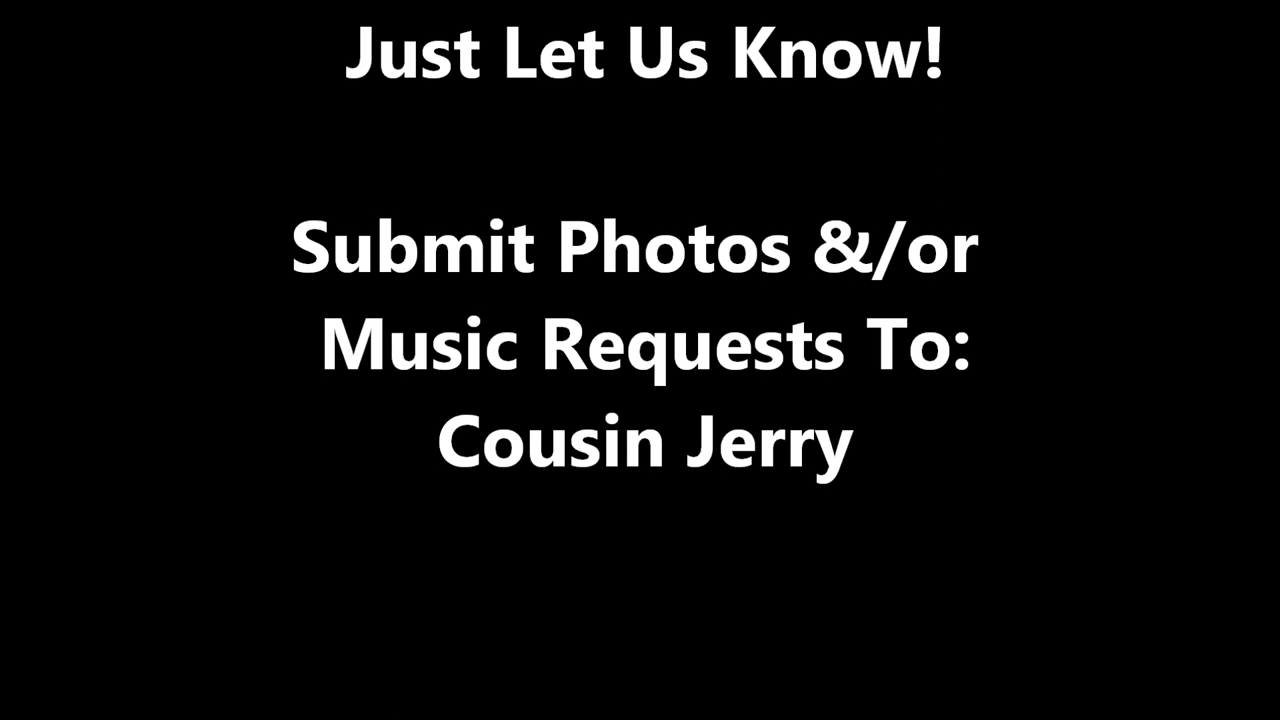 Just Let Us Know!
Submit Photos &/or
Music Requests To:
Cousin Jerry